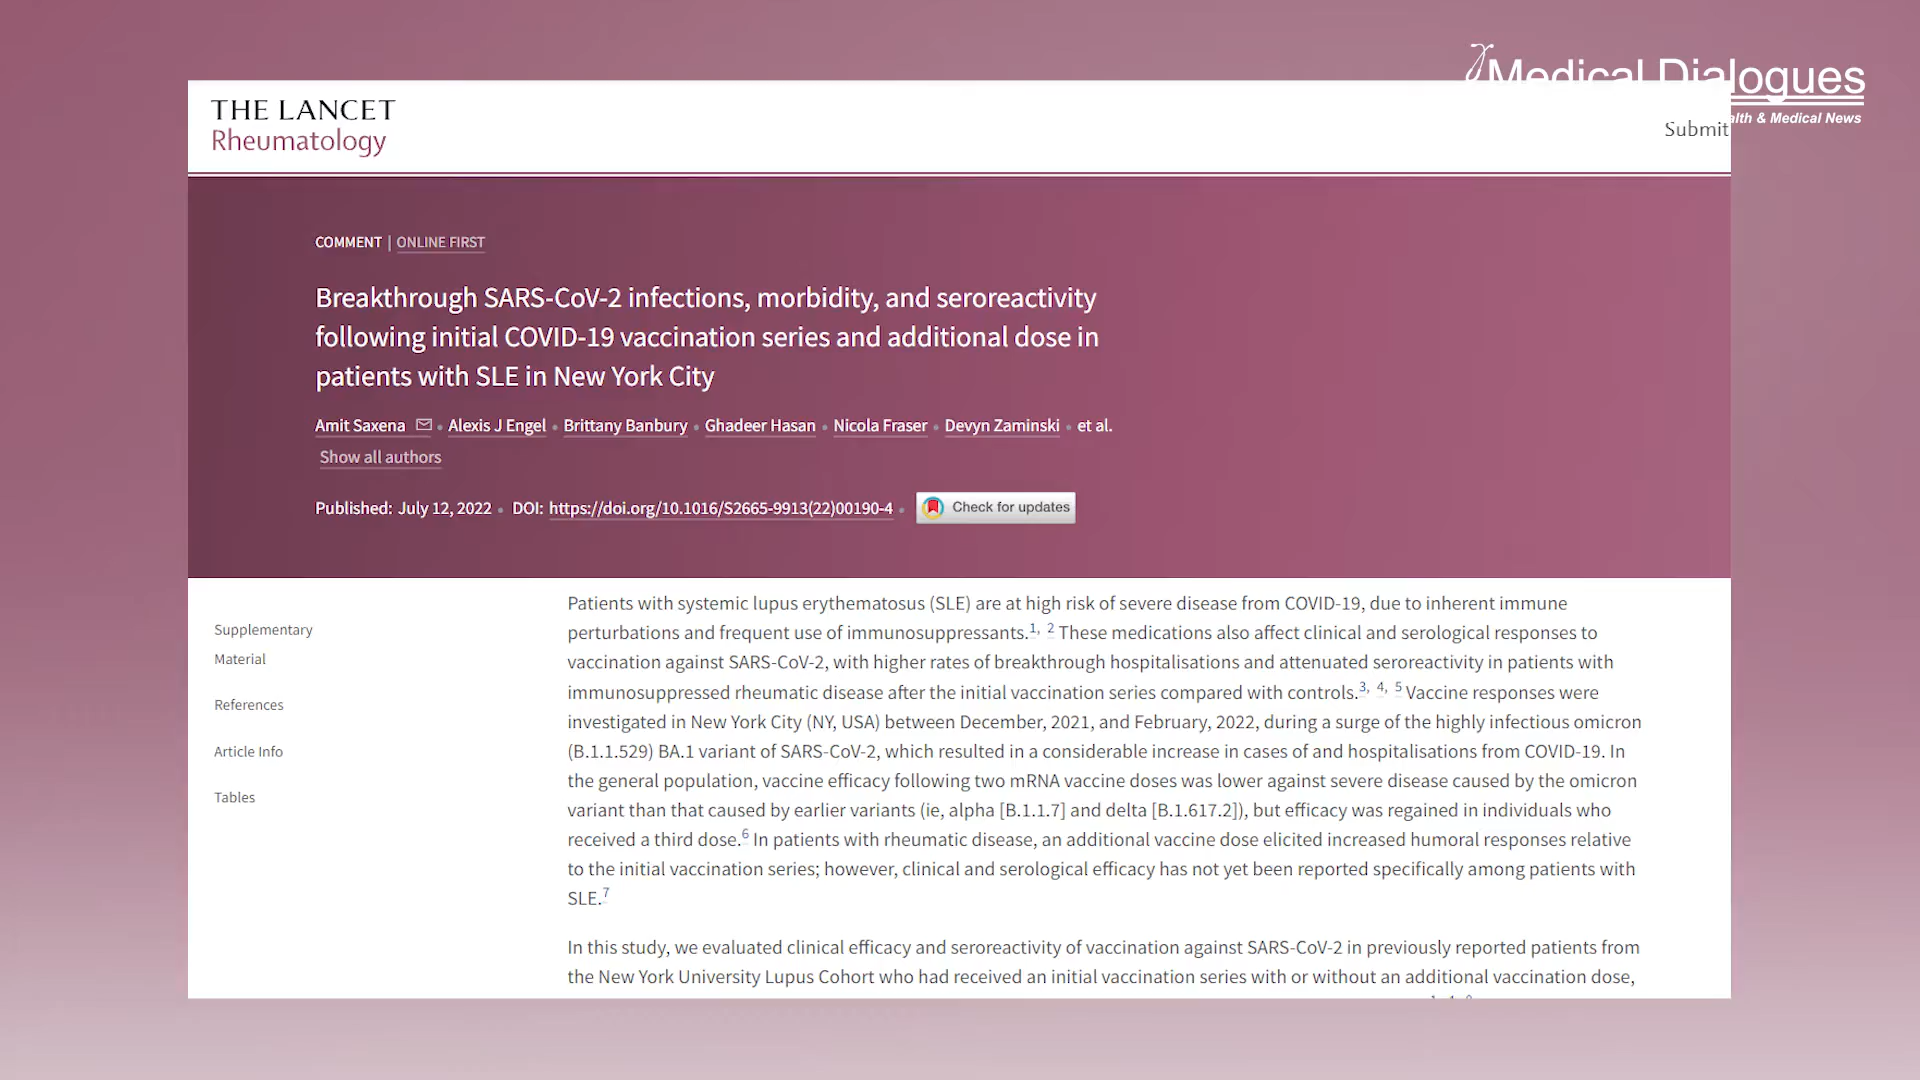 Medical Dialogues
alth & Medical News
THE LANCET
Rheumatology
Submit
COMMENT | ONLINE FIRST
Breakthrough SARS-CoV-2 infections, morbidity, and seroreactivity
following initial COVID-19 vaccination series and additional dose in
patients with SLE in New York City
Amit Saxena • Alexis J Engel • Brittany Banbury • Ghadeer Hasan • Nicola Fraser • Devyn Zaminski • et al.
Show all authors
Published: July 12, 2022 • DOI: https://doi.org/10.1016/S2665-9913(22)00190-4 • Check for updates
Supplementary
Material
References
Article Info
Tables
Patients with systemic lupus erythematosus (SLE) are at high risk of severe disease from COVID-19, due to inherent immune
perturbations and frequent use of immunosuppressants.1, 2 These medications also affect clinical and serological responses to
vaccination against SARS-CoV-2, with higher rates of breakthrough hospitalisations and attenuated seroreactivity in patients with
immunosuppressed rheumatic disease after the initial vaccination series compared with controls.3, 4, 5 Vaccine responses were
investigated in New York City (NY, USA) between December, 2021, and February, 2022, during a surge of the highly infectious omicron
(B.1.1.529) BA.1 variant of SARS-CoV-2, which resulted in a considerable increase in cases of and hospitalisations from COVID-19. In
the general population, vaccine efficacy following two mRNA vaccine doses was lower against severe disease caused by the omicron
variant than that caused by earlier variants (ie, alpha [B.1.1.7] and delta [B.1.617.2]), but efficacy was regained in individuals who
received a third dose.6 In patients with rheumatic disease, an additional vaccine dose elicited increased humoral responses relative
to the initial vaccination series; however, clinical and serological efficacy has not yet been reported specifically among patients with
SLE.7
In this study, we evaluated clinical efficacy and seroreactivity of vaccination against SARS-CoV-2 in previously reported patients from
the New York University Lupus Cohort who had received an initial vaccination series with or without an additional vaccination dose,